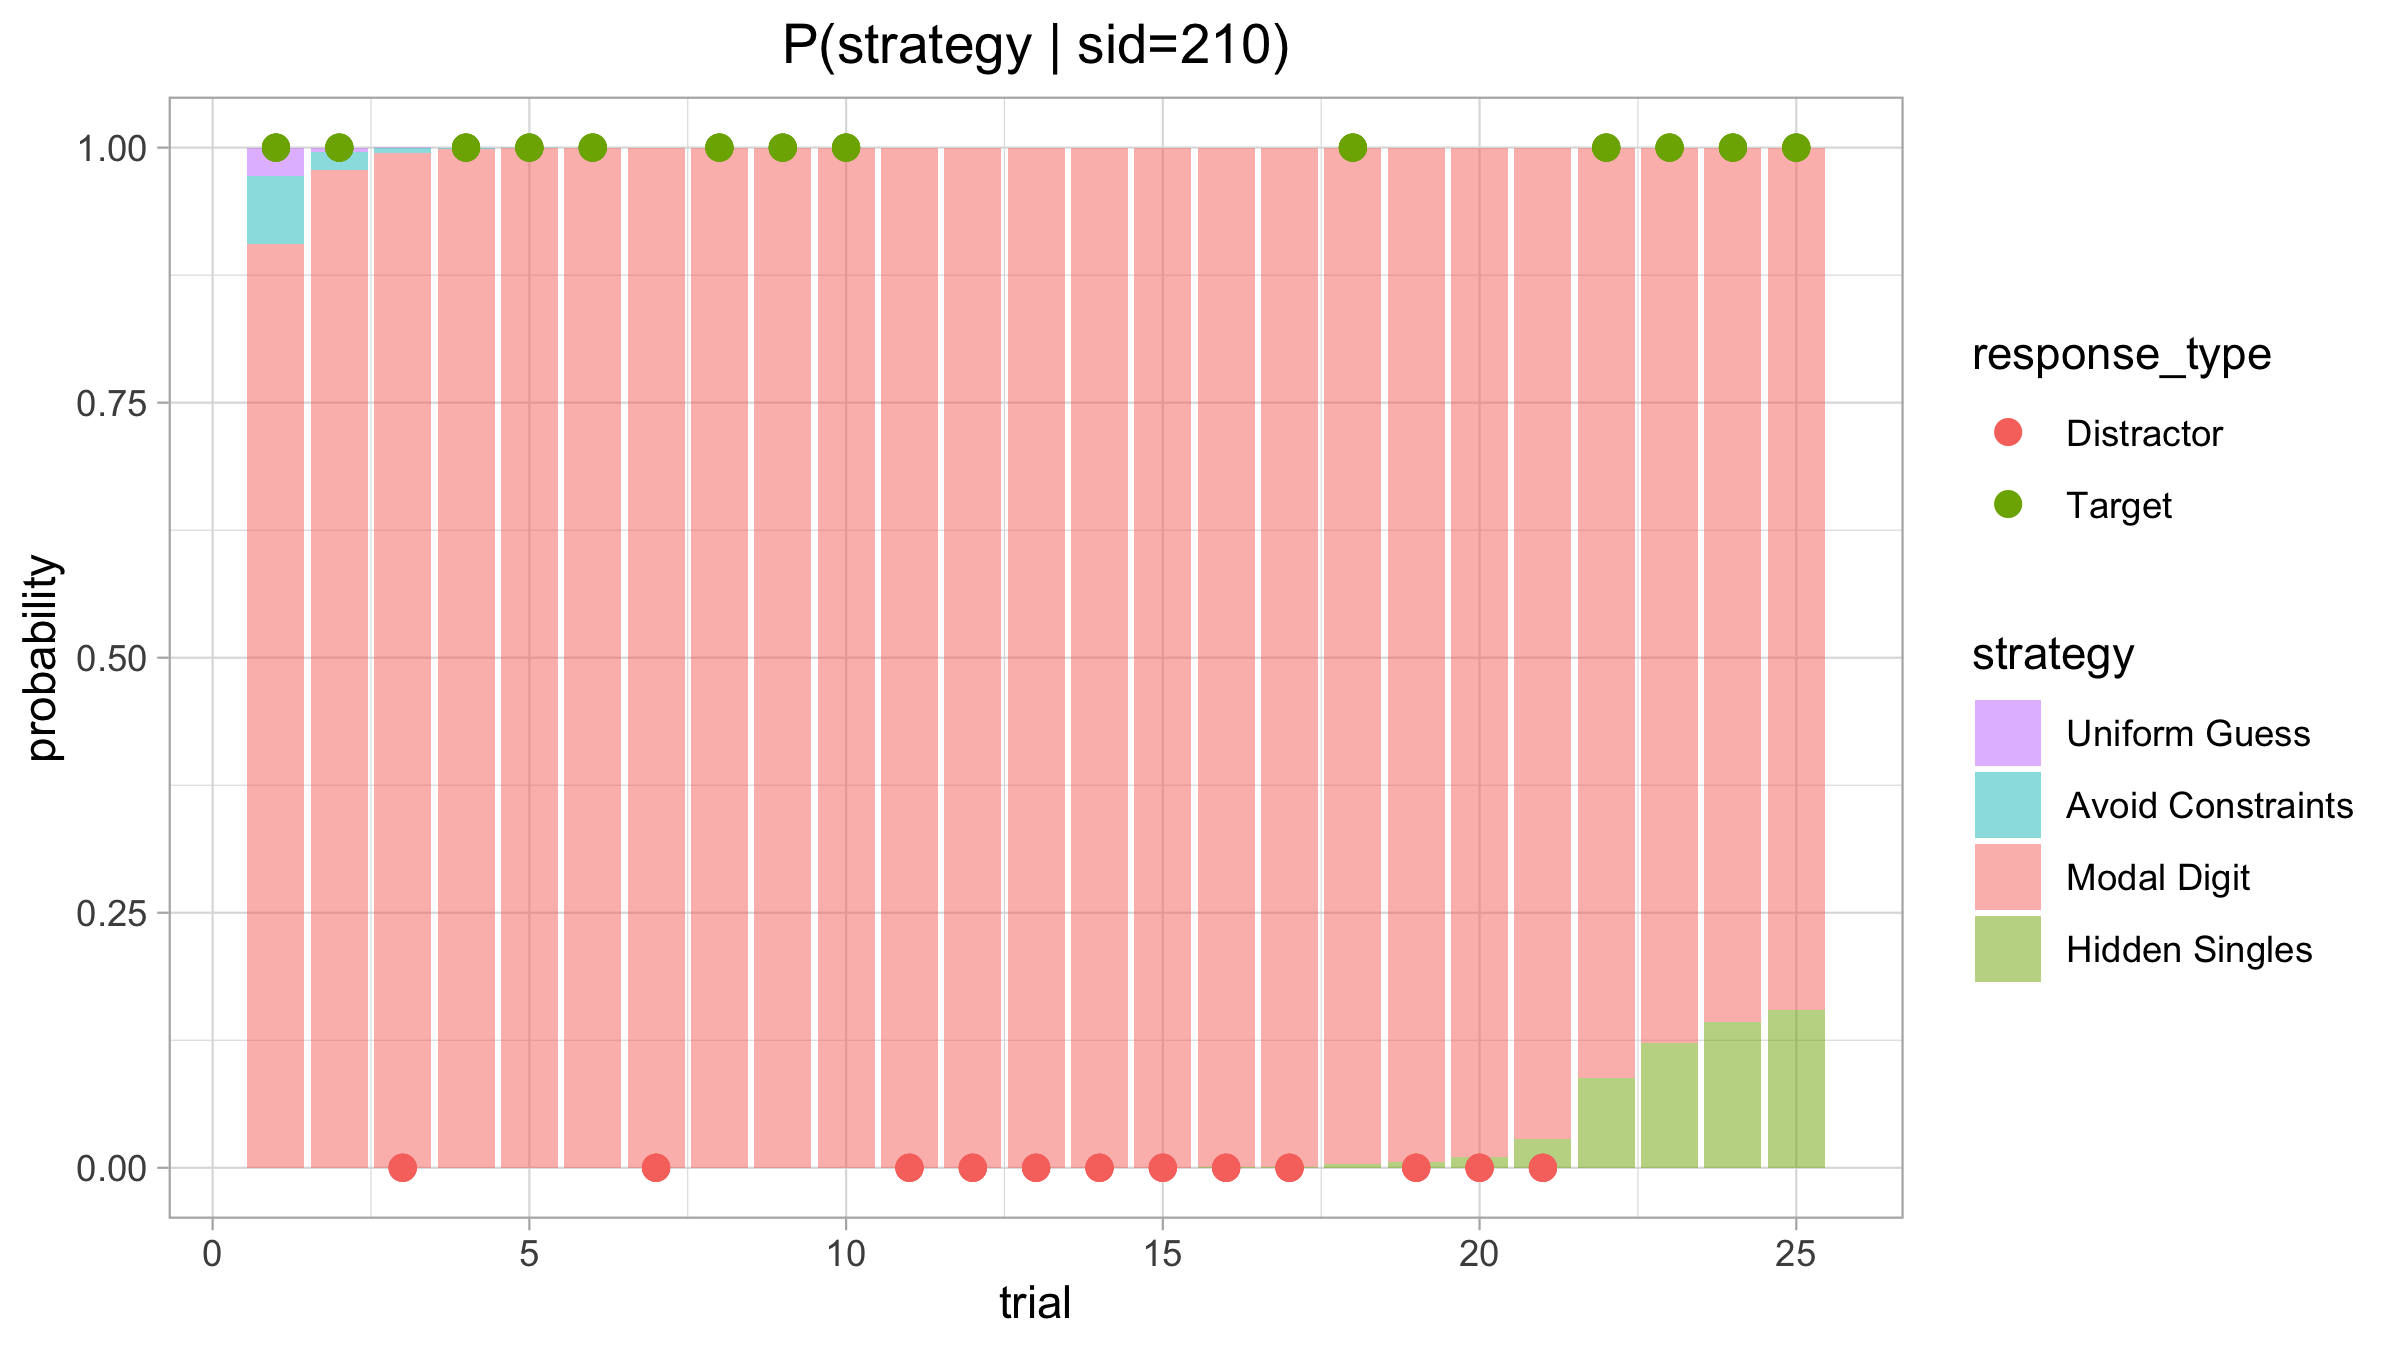 P(strategy | sid=210)
probability
1.00
0.75
0.50
0.25
0.00
0 5 10 15 20 25
trial
response_type
Distractor
Target
strategy
Uniform Guess
Avoid Constraints
Modal Digit
Hidden Singles